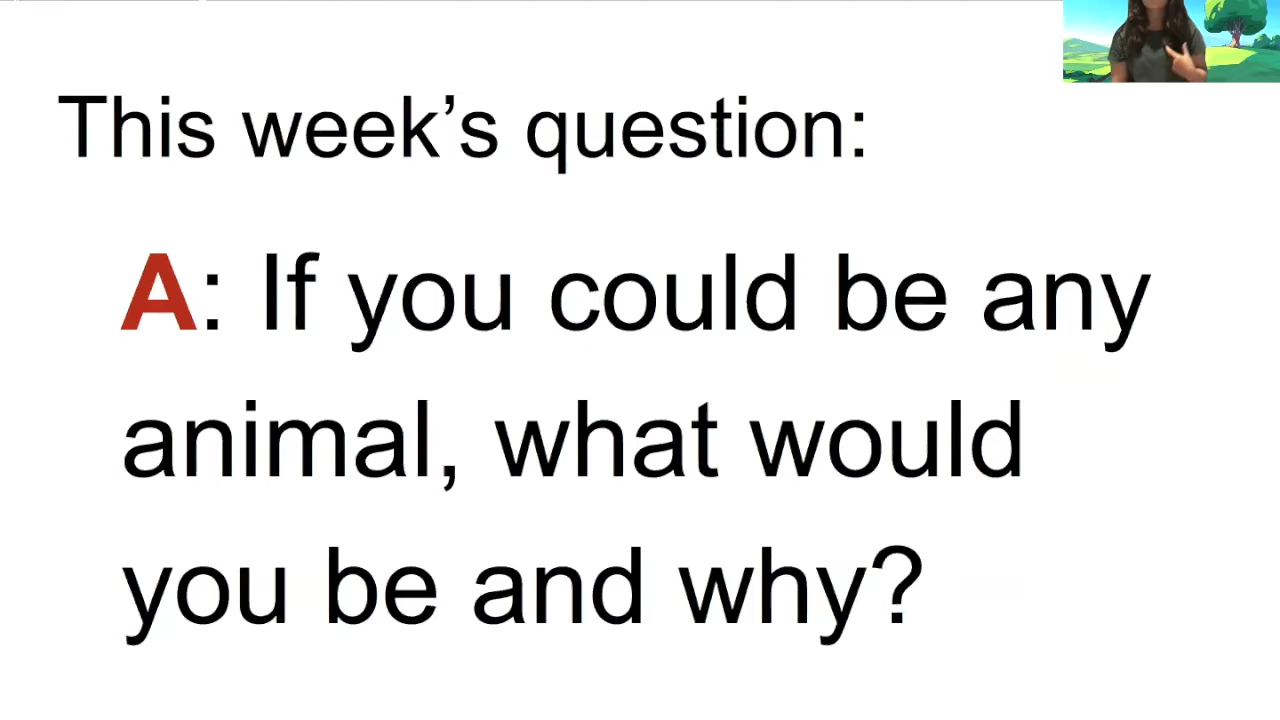 This week’s question:
A: If you could be any
animal, what would
you be and why?